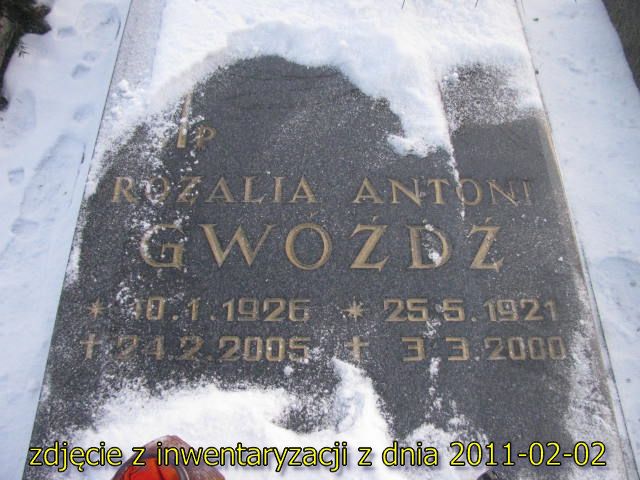 P
ROZALIA ANTONI
GWÓŹDŹ
* 10.1.1926 * 25.5.1921
† 24.2.2005 † 3.3.2000
zdjęcie z inwentaryzacji z dnia 2011-02-02